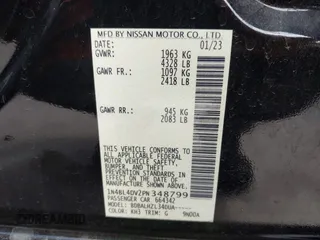 MFD BY NISSAN MOTOR CO., LTD.
DATE: 01/23
GVWR: 1963 KG
4328 LB
GAWR FR: 1097 KG
2418 LB
GAWR RR: 945 KG
2083 LB
THIS VEHICLE CONFORMS TO ALL
APPLICABLE FEDERAL MOTOR
VEHICLE SAFETY, BUMPER, AND
THEFT PREVENTION STANDARDS
IN EFFECT ON THE DATE OF
MANUFACTURE SHOWN ABOVE.
1N4BL4DV2PN348799
PASSENGER CAR 664342
MODEL:
COLOR: KH3 TRIM: G 9N00A